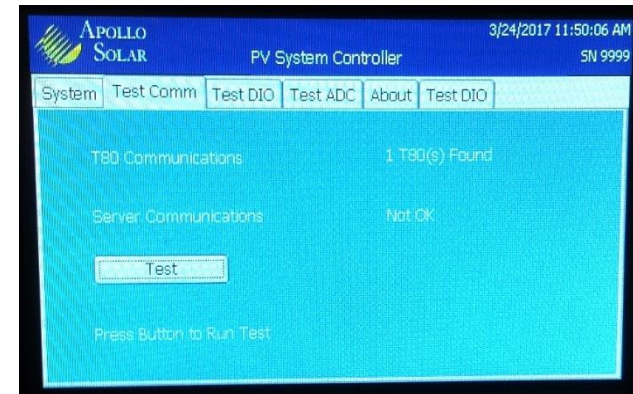 APOLLO
SOLAR
PV System Controller
3/24/2017 11:50:06 AM
SN 9999
System Test Comm Test DIO Test ADC About Test DIO
T80 Communications 1 T80(s) Found
Server Communications Not OK
Test
Press Button to Run Test